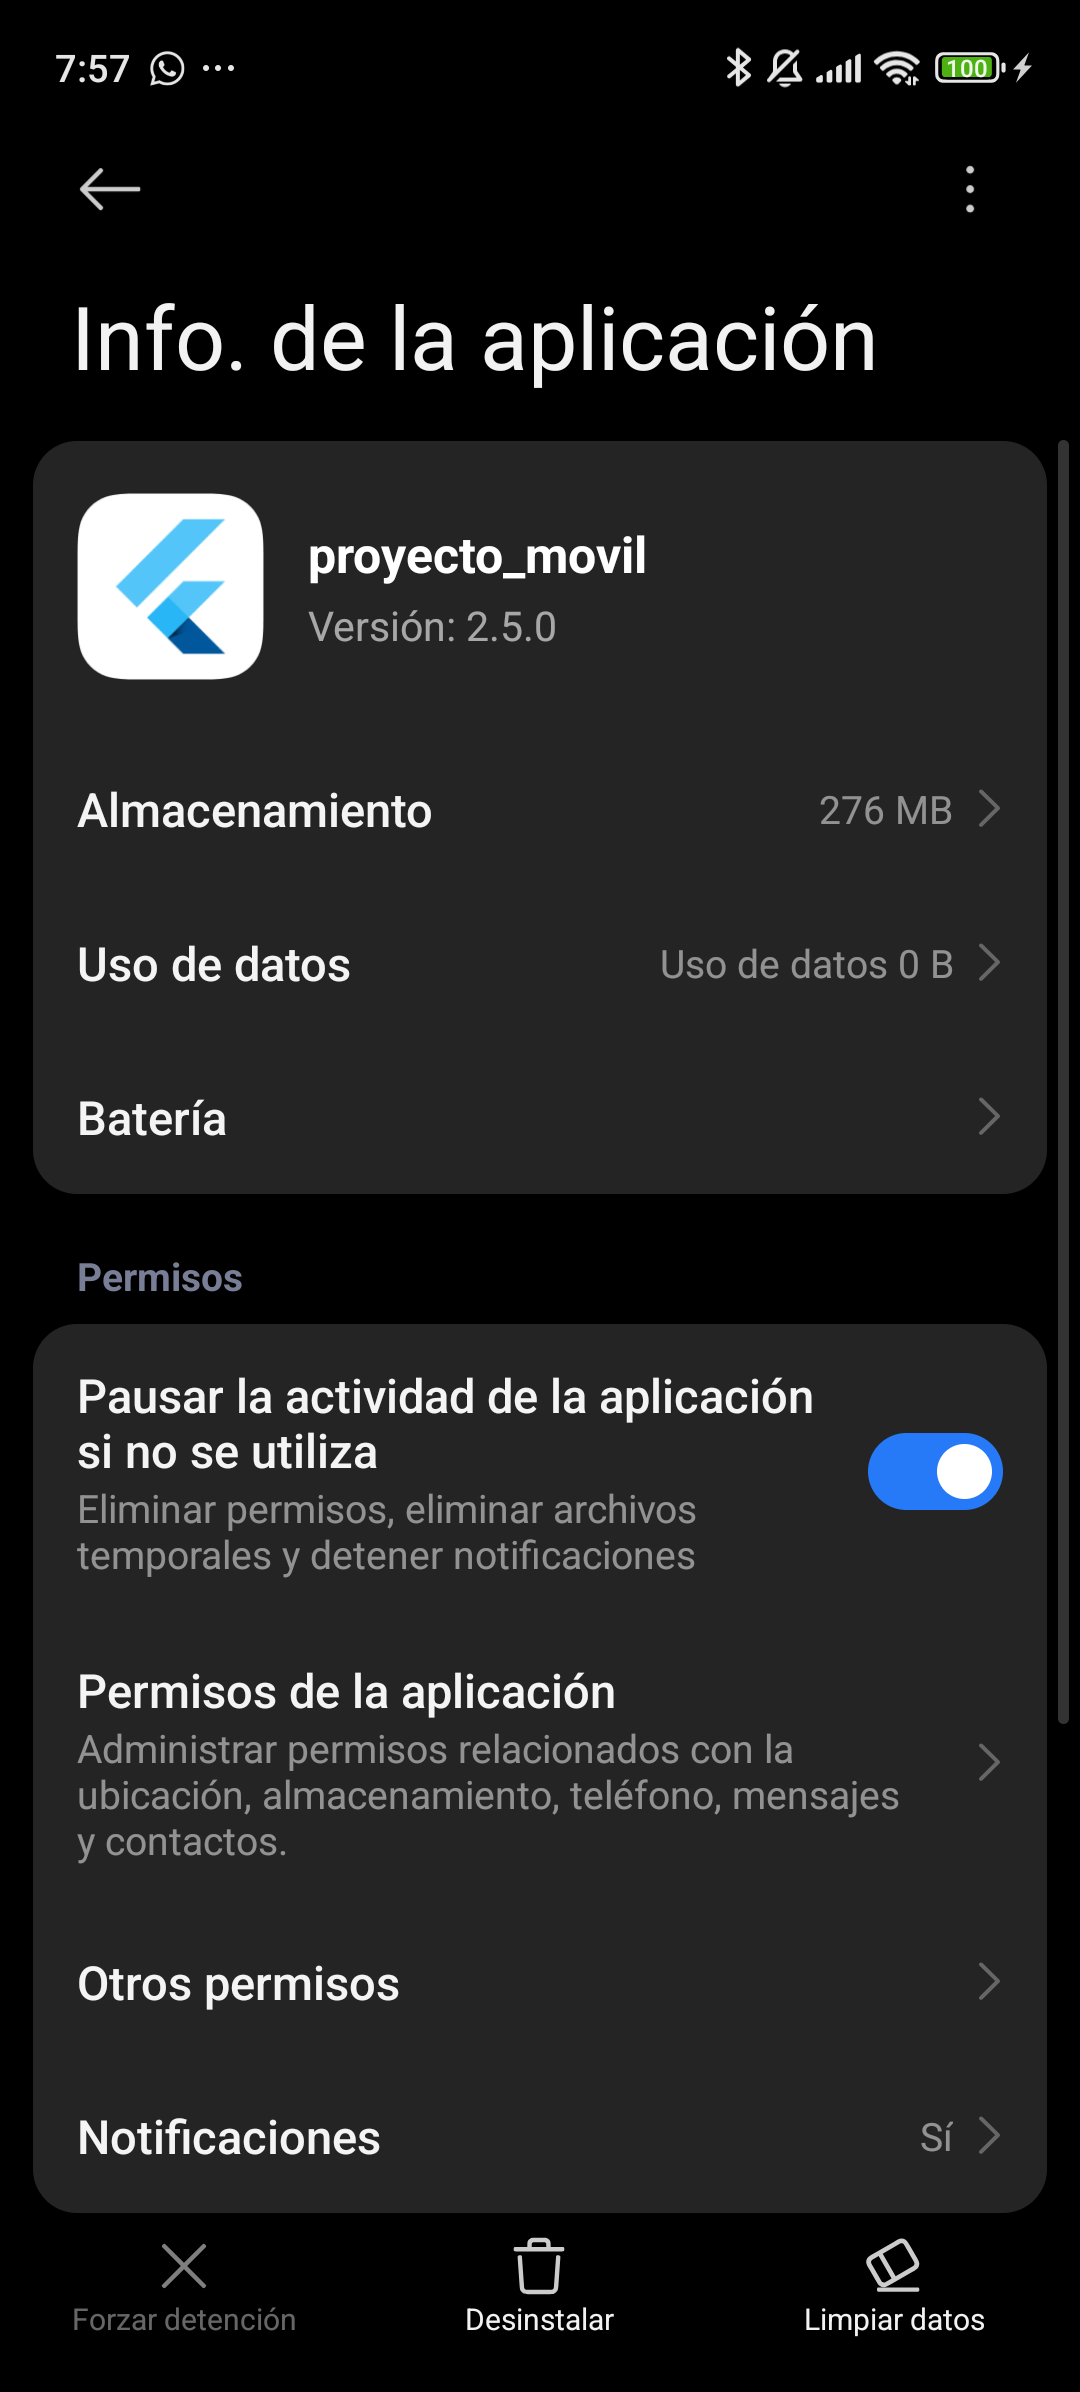 7:57
100
Info. de la aplicación
proyecto_movil
Versión: 2.5.0
Almacenamiento 276 MB
Uso de datos Uso de datos 0 B
Batería
Permisos
Pausar la actividad de la aplicación
si no se utiliza
Eliminar permisos, eliminar archivos
temporales y detener notificaciones
Permisos de la aplicación
Administrar permisos relacionados con la
ubicación, almacenamiento, teléfono, mensajes
y contactos.
Otros permisos
Notificaciones Sí
Forzar detención Desinstalar Limpiar datos